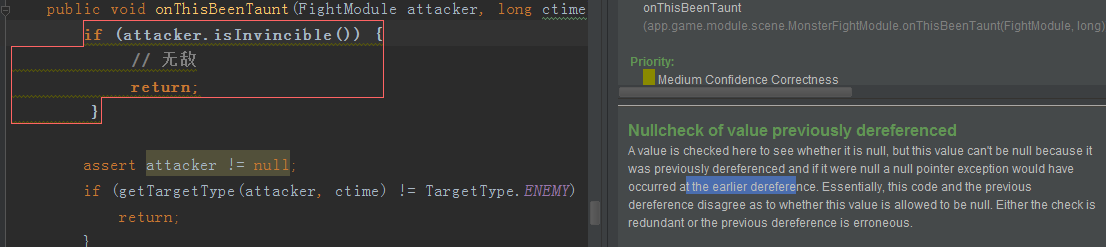 public void onThisBeenTaunt(FightModule attacker, long ctime
if (attacker.isInvincible()) {
// 无敌
return;
}
assert attacker != null;
if (getTargetType(attacker, ctime) != TargetType.ENEMY)
return;
}
onThisBeenTaunt
(app.game.module.scene.MonsterFightModule.onThisBeenTaunt(FightModule, long)
Priority:
Medium Confidence Correctness
Nullcheck of value previously dereferenced
A value is checked here to see whether it is null, but this value can't be null because it
was previously dereferenced and if it were null a null pointer exception would have
occurred at the earlier dereference. Essentially, this code and the previous
dereference disagree as to whether this value is allowed to be null. Either the check is
redundant or the previous dereference is erroneous.